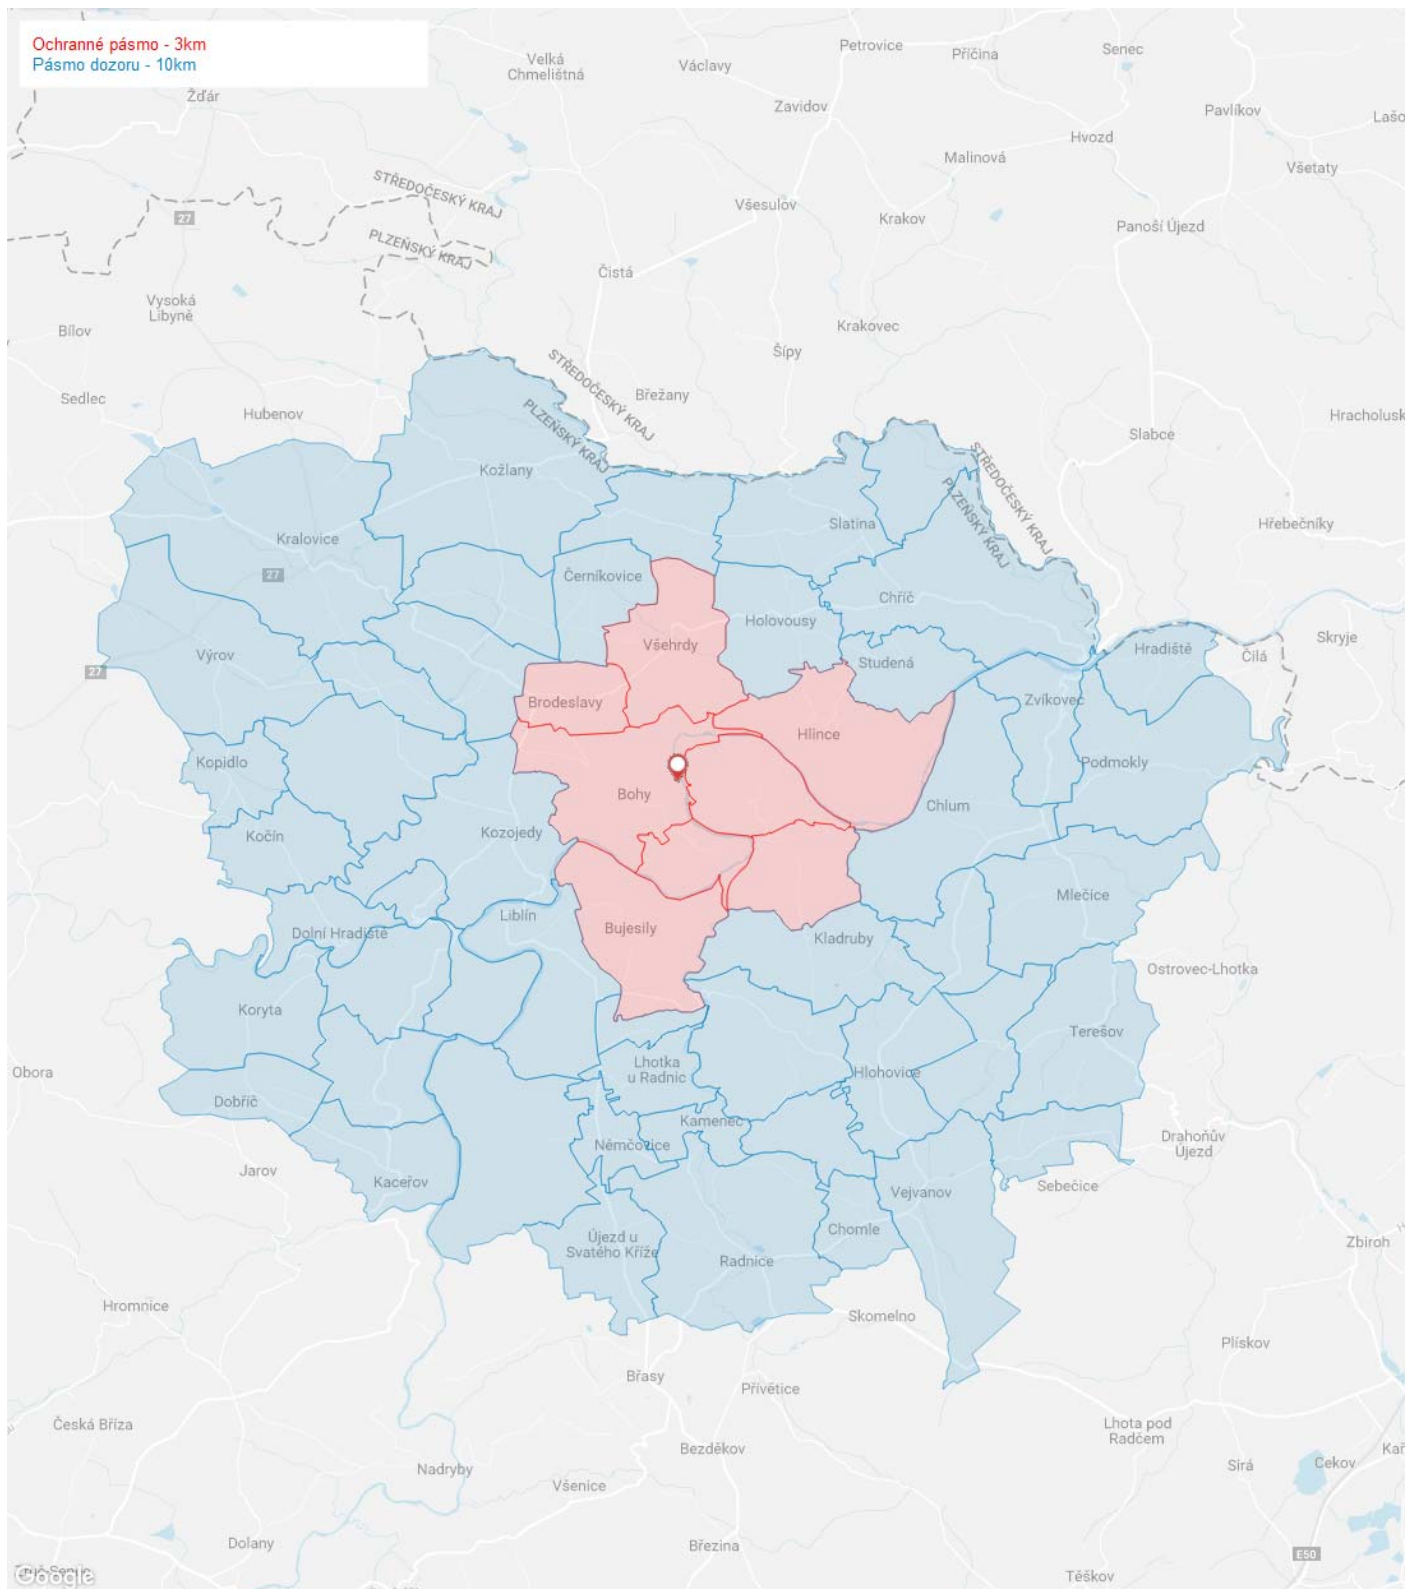 Ochranné pásmo - 3km
Pásmo dozoru - 10km
Petrovice
Příčina
Senec
Velká
Chmelištná
Václavy
Žďár
Zavidov
Pavlíkov
Lašo
Hvozd
Malinová
Všetaty
STŘEDOČESKÝ KRAJ
Všesulov
Krakov
27
Panoší Újezd
PLZEŇSKÝ KRAJ
Čistá
Vysoká
Libyně
Bílov
Krakovec
Šípy
STŘEDOČESKÝ KRAJ
Sedlec
Břežany
Hubenov
PLZEŇSKÝ KRAJ
Hracholusk
Slabce
STŘEDOČESKÝ KRAJ
Kožlany
PLZEŇSKÝ KRAJ
Slatina
Hřebečníky
Kralovice
27
Černíkovice
Chříč
Holovousy
Skryje
Všehrdy
Hradiště
Výrov
Čilá
Studená
27
Brodeslavy
Zvíkovec
Hlince
Kopidlo
Podmokly
Bohy
Chlum
Kočín
Kozojedy
Mlečice
Liblín
Bujesily
Dolní Hradiště
Kladruby
Ostrovec-Lhotka
Koryta
Terešov
Lhotka
u Radnic
Obora
Hlohovice
Dobříč
Kamenec
Němčovice
Drahoňův
Újezd
Jarov
Kaceřov
Sebečice
Vejvanov
Chomle
Újezd u
Svatého Kříže
Zbiroh
Radnice
Hromnice
Skomelno
Plískov
Břasy
Přívětice
Česká Bříza
Lhota pod
Radčem
Bezděkov
Kař
Nadryby
Sirá
Cekov
Všenice
Dolany
Březina
E50
Google
Těškov